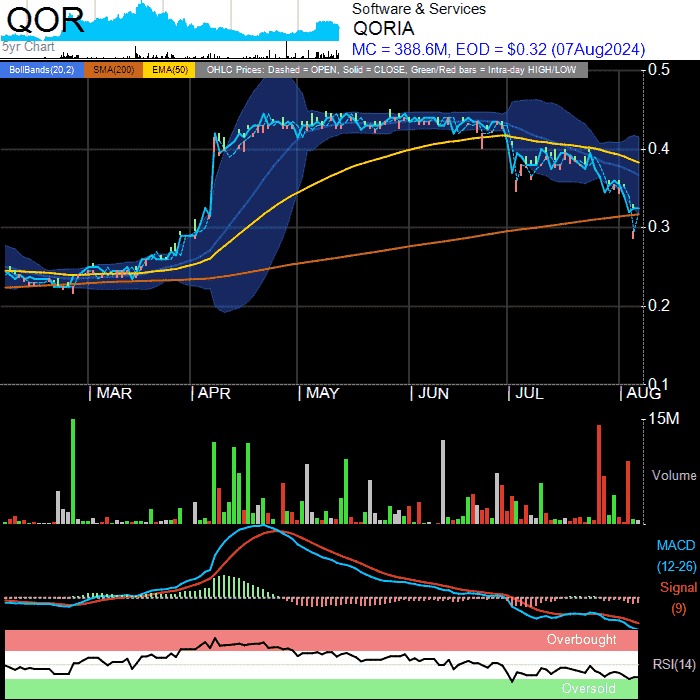 QOR
5yr Chart
Software & Services
QORIA
MC = 388.6M, EOD = $0.32 (07Aug2024)
BollBands(20,2)
SMA(200)
EMA(50)
OHLC Prices: Dashed = OPEN, Solid = CLOSE, Green/Red bars = Intra-day HIGH/LOW
0.5
0.4
0.3
0.2
0.1
| MAR
| APR
| MAY
| JUN
| JUL
| AUG
15M
Volume
MACD
(12-26)
Signal
(9)
Overbought
RSI(14)
Oversold